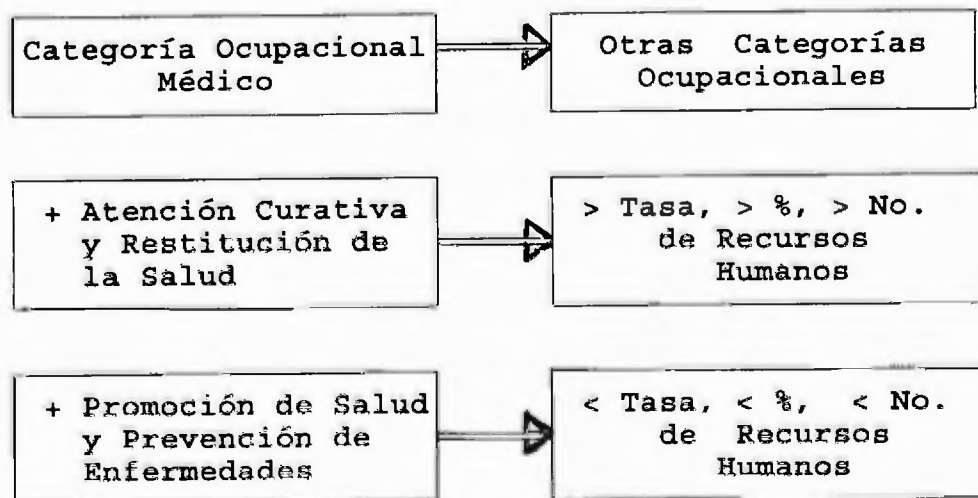 Categoría Ocupacional
Médico
Otras Categorías
Ocupacionales
+ Atención Curativa
y Restitución de
la Salud
> Tasa, > %, > No.
de Recursos
Humanos
+ Promoción de Salud
y Prevención de
Enfermedades
< Tasa, < %, < No.
de Recursos
Humanos